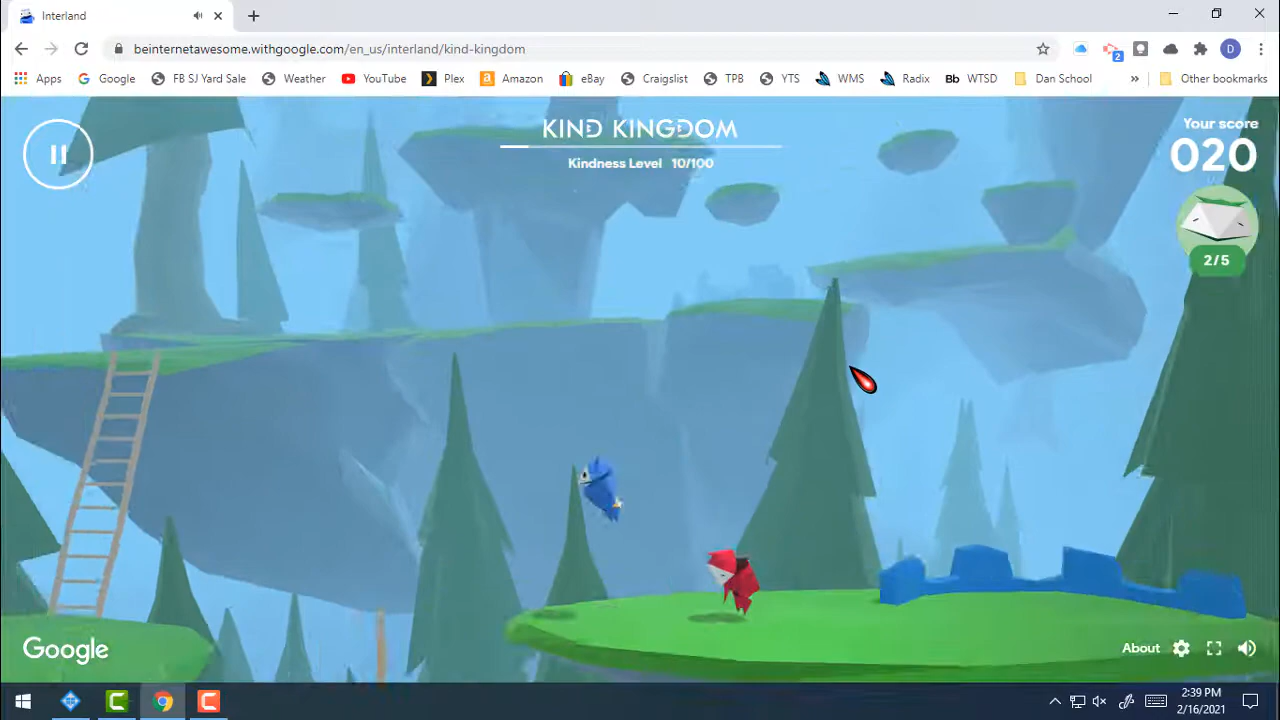 Interland
beinternetawesome.withgoogle.com/en_us/interland/kind-kingdom
2
D
Apps Google FB SJ Yard Sale Weather YouTube Plex Amazon eBay Craigslist TPB YTS WMS Radix Bb WTSD Dan School » Other bookmarks
KIND KINGDOM
Kindness Level 10/100
Your score
020
2/5
Google
About
2:39 PM
2/16/2021